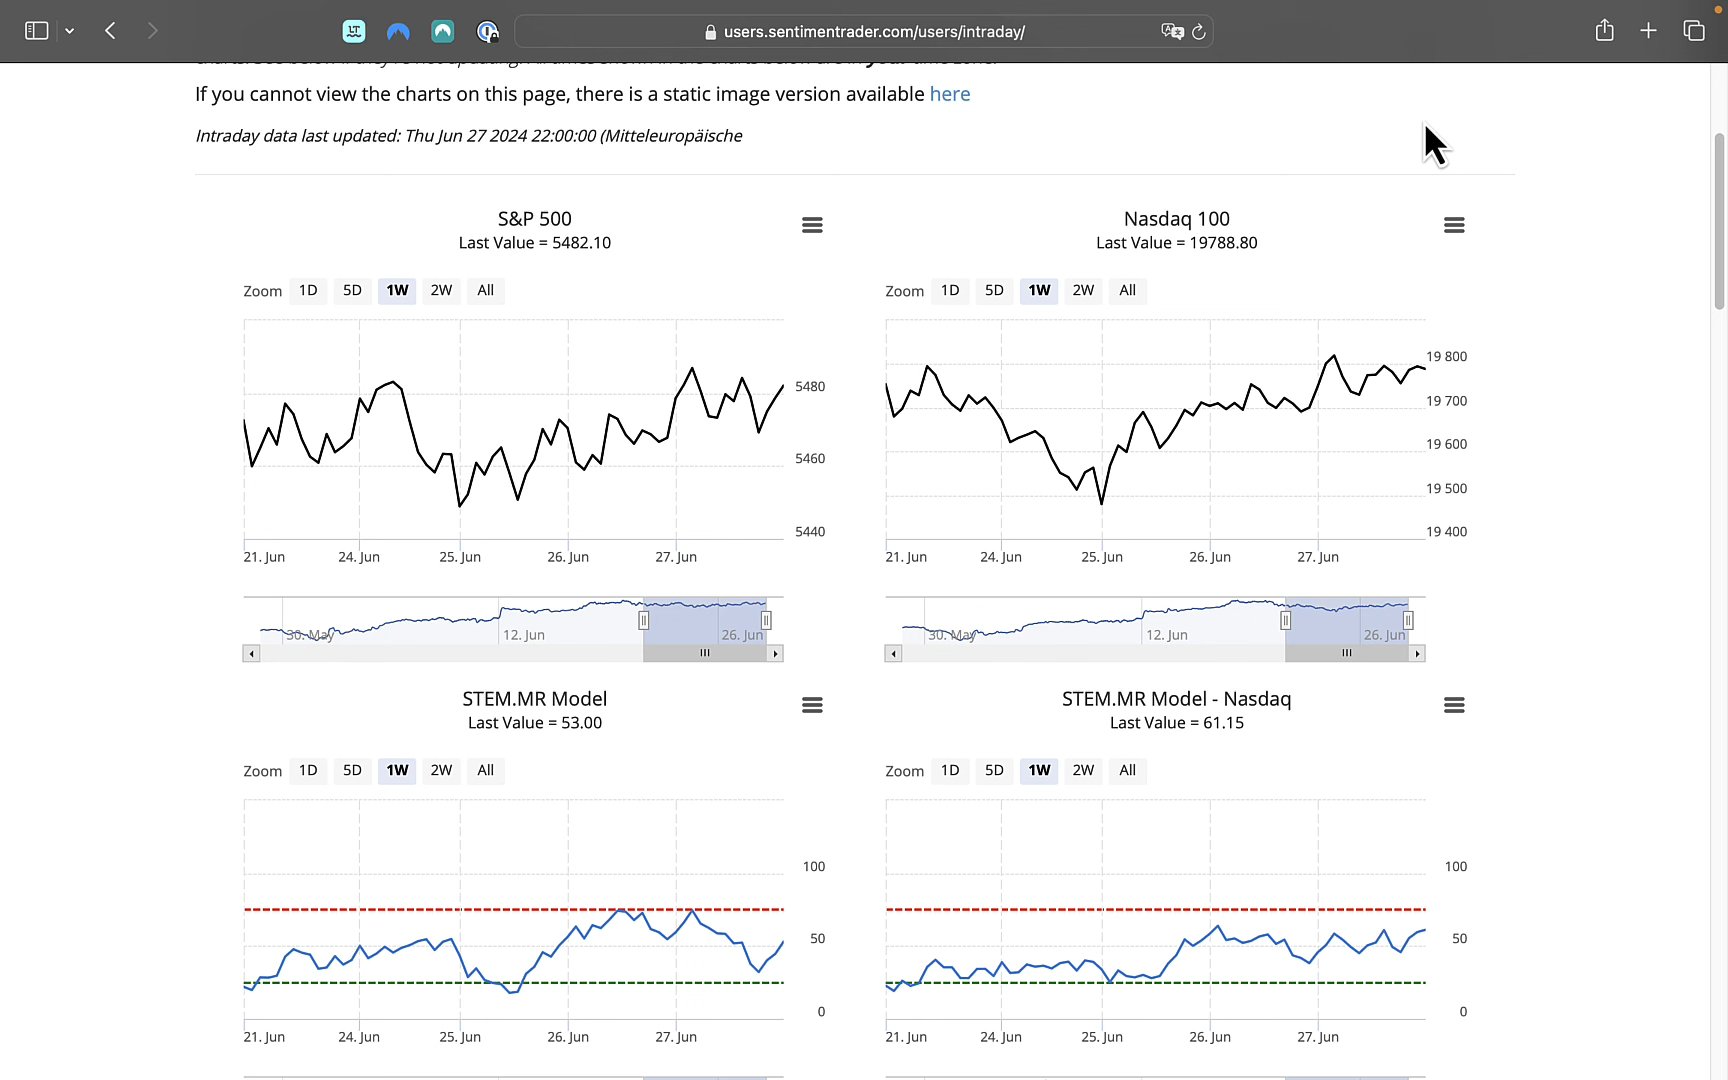 users.sentimentrader.com/users/intraday/
If you cannot view the charts on this page, there is a static image version available here
Intraday data last updated: Thu Jun 27 2024 22:00:00 (Mitteleuropäische
S&P 500
Last Value = 5482.10
Zoom 1D 5D 1W 2W All
5480
5460
5440
21. Jun 24. Jun 25. Jun 26. Jun 27. Jun
30. May 12. Jun 26. Jun
Nasdaq 100
Last Value = 19788.80
Zoom 1D 5D 1W 2W All
19 800
19 700
19 600
19 500
19 400
21. Jun 24. Jun 25. Jun 26. Jun 27. Jun
30. May 12. Jun 26. Jun
STEM.MR Model
Last Value = 53.00
Zoom 1D 5D 1W 2W All
100
50
0
21. Jun 24. Jun 25. Jun 26. Jun 27. Jun
STEM.MR Model - Nasdaq
Last Value = 61.15
Zoom 1D 5D 1W 2W All
100
50
0
21. Jun 24. Jun 25. Jun 26. Jun 27. Jun